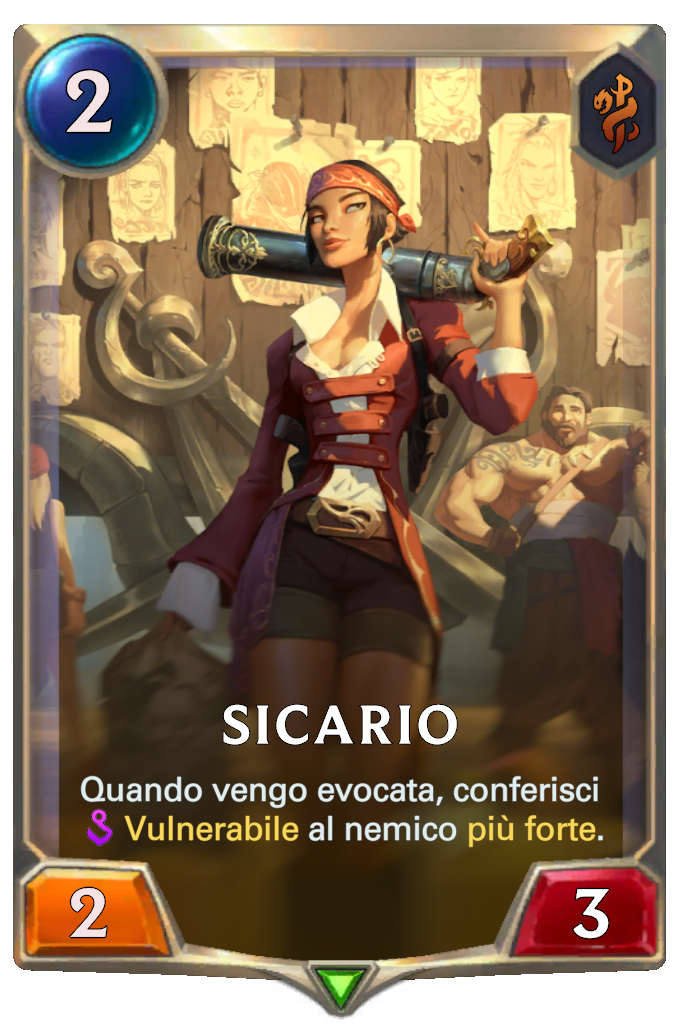 2
SICARIO
Quando vengo evocata, conferisci
Vulnerabile al nemico più forte.
2
3